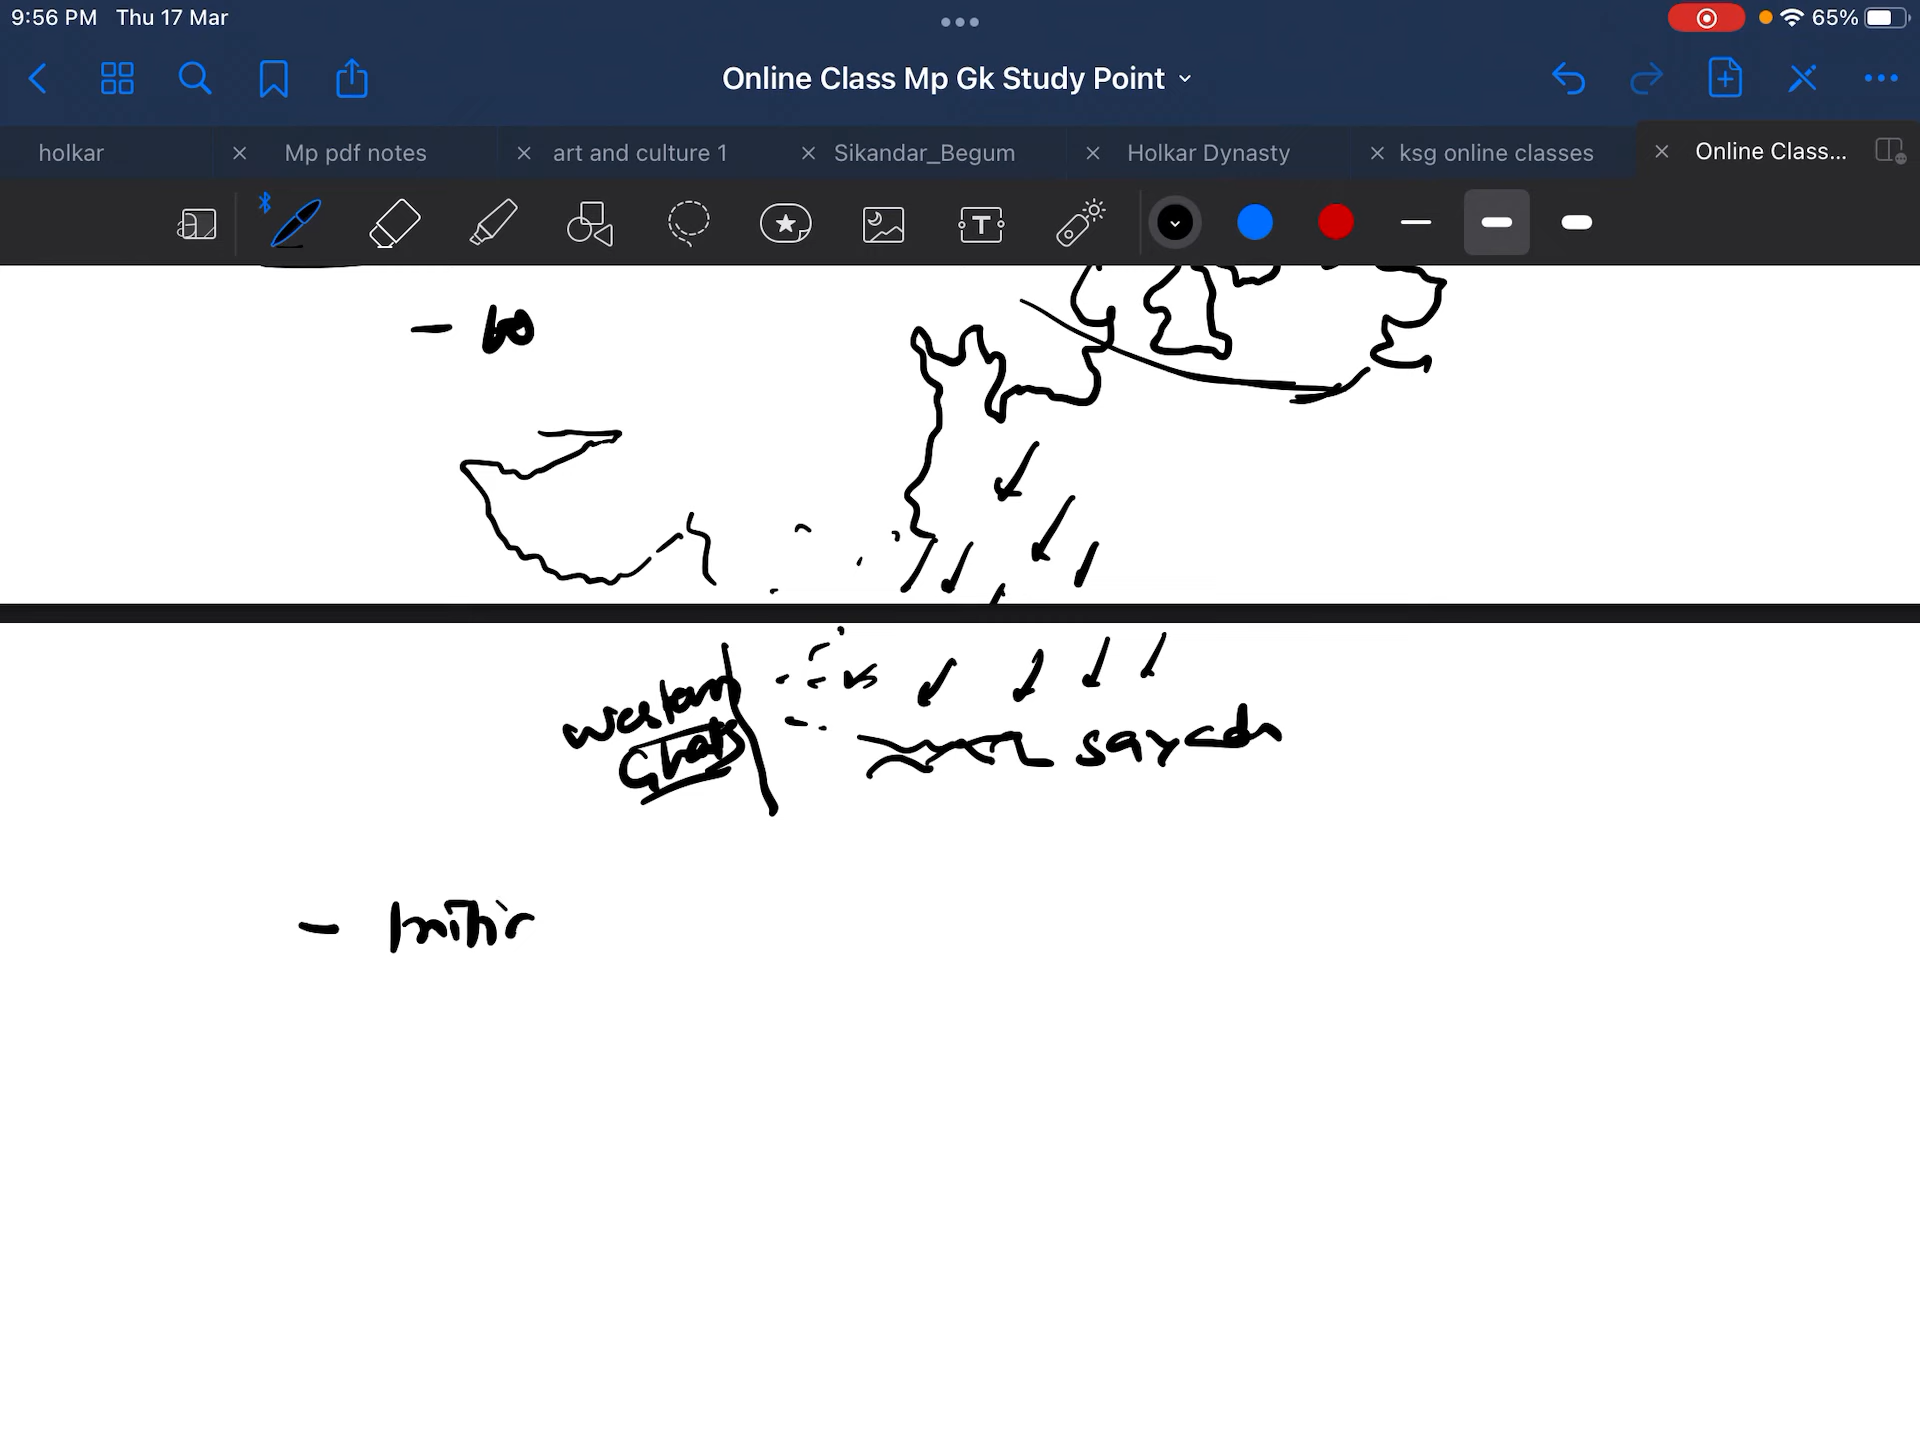 9:56 PM Thu 17 Mar
65%
Online Class Mp Gk Study Point
holkar
Mp pdf notes
art and culture 1
Sikandar_Begum
Holkar Dynasty
ksg online classes
Online Class...
western
Ghats